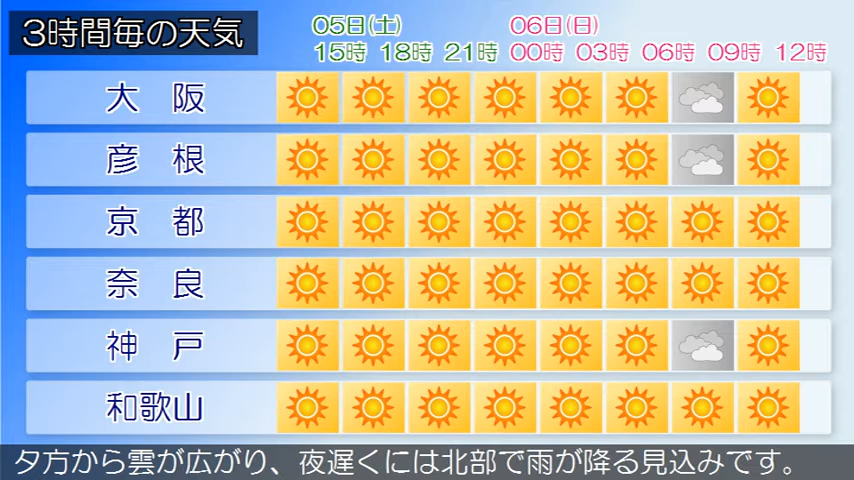 3時間毎の天気
05日(土) 06日(日)
15時 18時 21時 00時 03時 06時 09時 12時
大 阪
彦 根
京 都
奈 良
神 戸
和歌山
夕方から雲が広がり、夜遅くには北部で雨が降る見込みです。